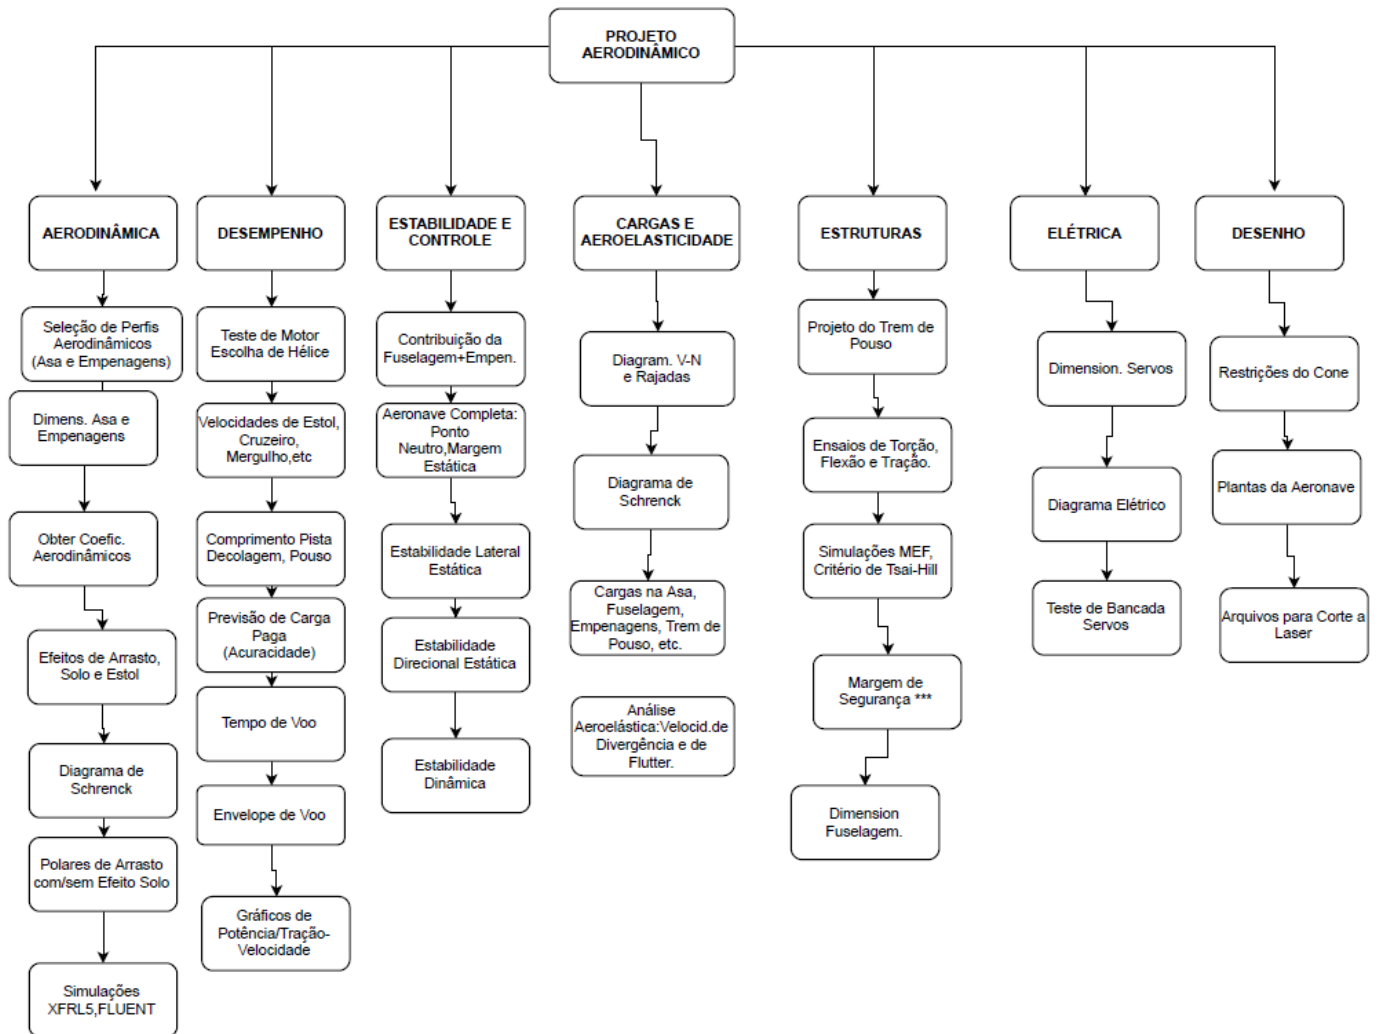 PROJETO
AERODINÂMICO
AERODINÂMICA
Seleção de Perfis
Aerodinâmicos
(Asa e Empenagens)
Dimens. Asa e
Empenagens
Obter Coefic.
Aerodinâmicos
Efeitos de Arrasto,
Solo e Estol
Diagrama de
Schrenck
Polares de Arrasto
com/sem Efeito Solo
Simulações
XFRL5,FLUENT
DESEMPENHO
Teste de Motor
Escolha de Hélice
Velocidades de Estol,
Cruzeiro,
Mergulho,etc
Comprimento Pista
Decolagem, Pouso
Previsão de Carga
Paga
(Acuracidade)
Tempo de Voo
Envelope de Voo
Gráficos de
Potência/Tração-
Velocidade
ESTABILIDADE E
CONTROLE
Contribuição da
Fuselagem+Empen.
Aeronave Completa:
Ponto
Neutro,Margem
Estática
Estabilidade Lateral
Estática
Estabilidade
Direcional Estática
Estabilidade
Dinâmica
CARGAS E
AEROELASTICIDADE
Diagram. V-N
e Rajadas
Diagrama de
Schrenck
Cargas na Asa,
Fuselagem,
Empenagens, Trem de
Pouso, etc.
Análise
Aeroelástica:Velocid.de
Divergência e de
Flutter.
ESTRUTURAS
Projeto do Trem de
Pouso
Ensaios de Torção,
Flexão e Tração.
Simulações MEF,
Critério de Tsai-Hill
Margem de
Segurança ***
Dimension
Fuselagem.
ELÉTRICA
Dimension. Servos
Diagrama Elétrico
Teste de Bancada
Servos
DESENHO
Restrições do Cone
Plantas da Aeronave
Arquivos para Corte a
Laser